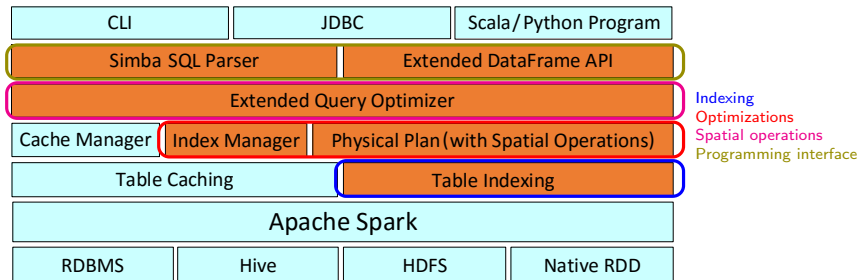 CLI
JDBC
Scala/Python Program
Simba SQL Parser
Extended DataFrame API
Extended Query Optimizer
Cache Manager
Index Manager
Physical Plan (with Spatial Operations)
Table Caching
Table Indexing
Apache Spark
RDBMS
Hive
HDFS
Native RDD
Indexing
Optimizations
Spatial operations
Programming interface